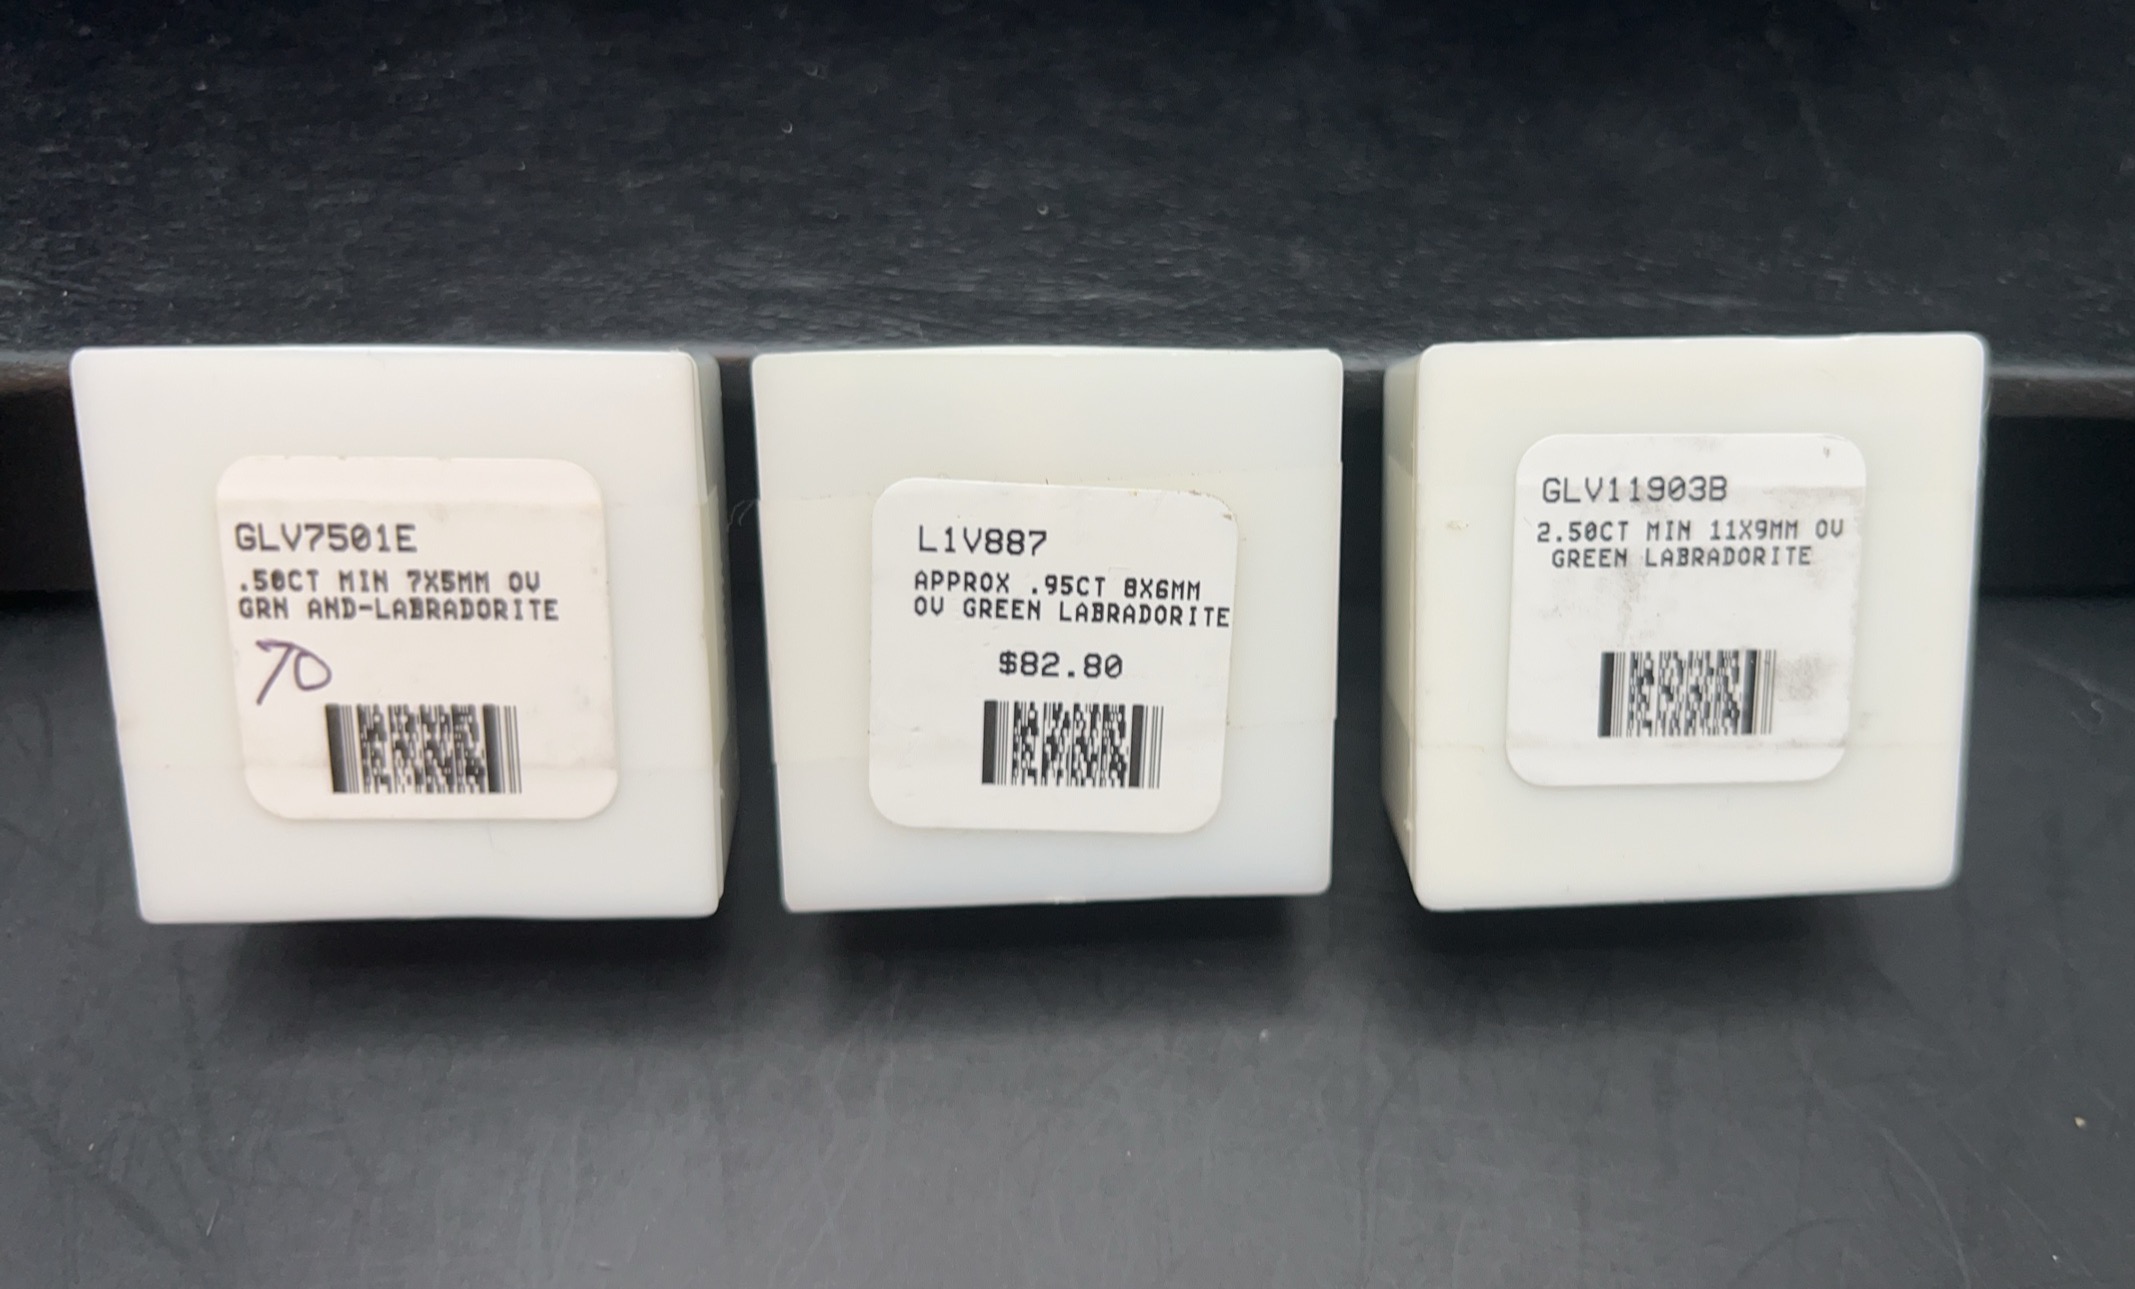 GLV7501E
.50CT MIN 7X5MM OV
GRN AND-LABRADORITE
70
L1V887
APPROX .95CT 8X6MM
OV GREEN LABRADORITE
$82.80
GLV11903B
2.50CT MIN 11X9MM OV
GREEN LABRADORITE